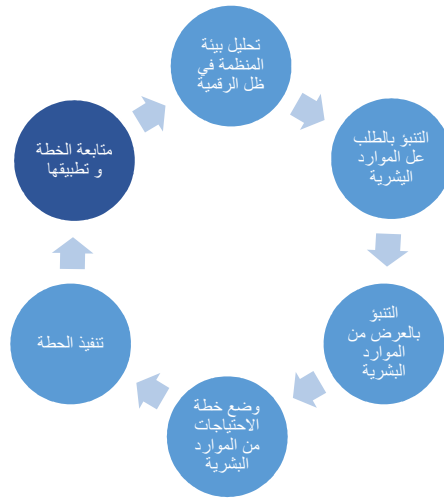 تحليل بيئة
المنظمة في
ظل الرقمية
التنبؤ بالطلب
عل الموارد
اليشرية
التنبؤ
بالعرض من
الموارد
البشرية
وضع خطة
الاحتياجات
من الموارد
البشرية
تنفيذ الحطة
متابعة الخطة
و تطبيقها